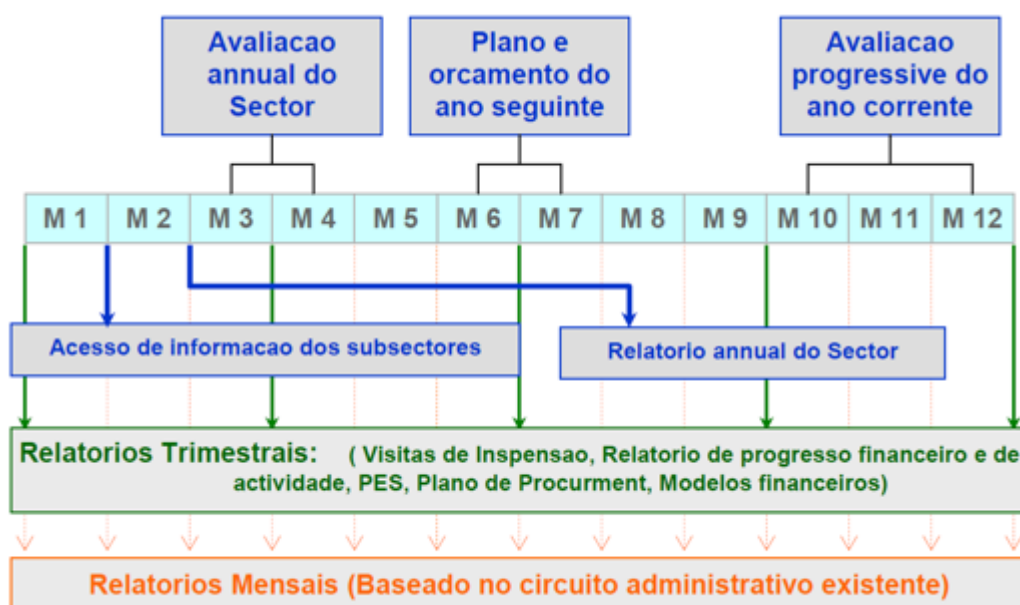 Avaliacao
annual do
Sector
Plano e
orcamento do
ano seguinte
Avaliacao
progressive do
ano corrente
M 1 M 2 M 3 M 4 M 5 M 6 M 7 M 8 M 9 M 10 M 11 M 12
Acesso de informacao dos subsectores
Relatorio annual do Sector
Relatorios Trimestrais: ( Visitas de Inspensao, Relatorio de progresso financeiro e de
actividade, PES, Plano de Procurment, Modelos financeiros)
Relatorios Mensais (Baseado no circuito administrativo existente)